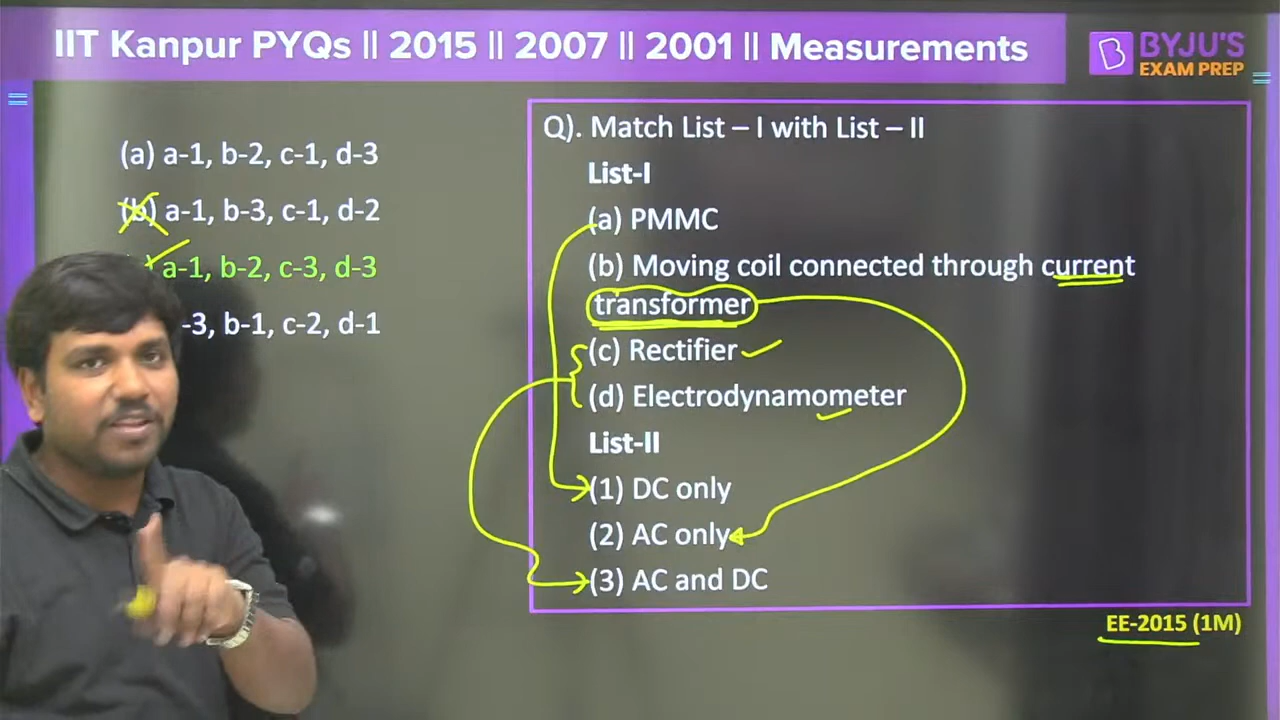 IIT Kanpur PYQs || 2015 || 2007 || 2001 || Measurements
BYJU'S
EXAM PREP
(a) a-1, b-2, c-1, d-3
(b) a-1, b-3, c-1, d-2
a-1, b-2, c-3, d-3
-3, b-1, c-2, d-1
Q). Match List – I with List – II
List-I
(a) PMMC
(b) Moving coil connected through current
transformer
(c) Rectifier
(d) Electrodynamometer
List-II
(1) DC only
(2) AC only
(3) AC and DC
EE-2015 (1M)